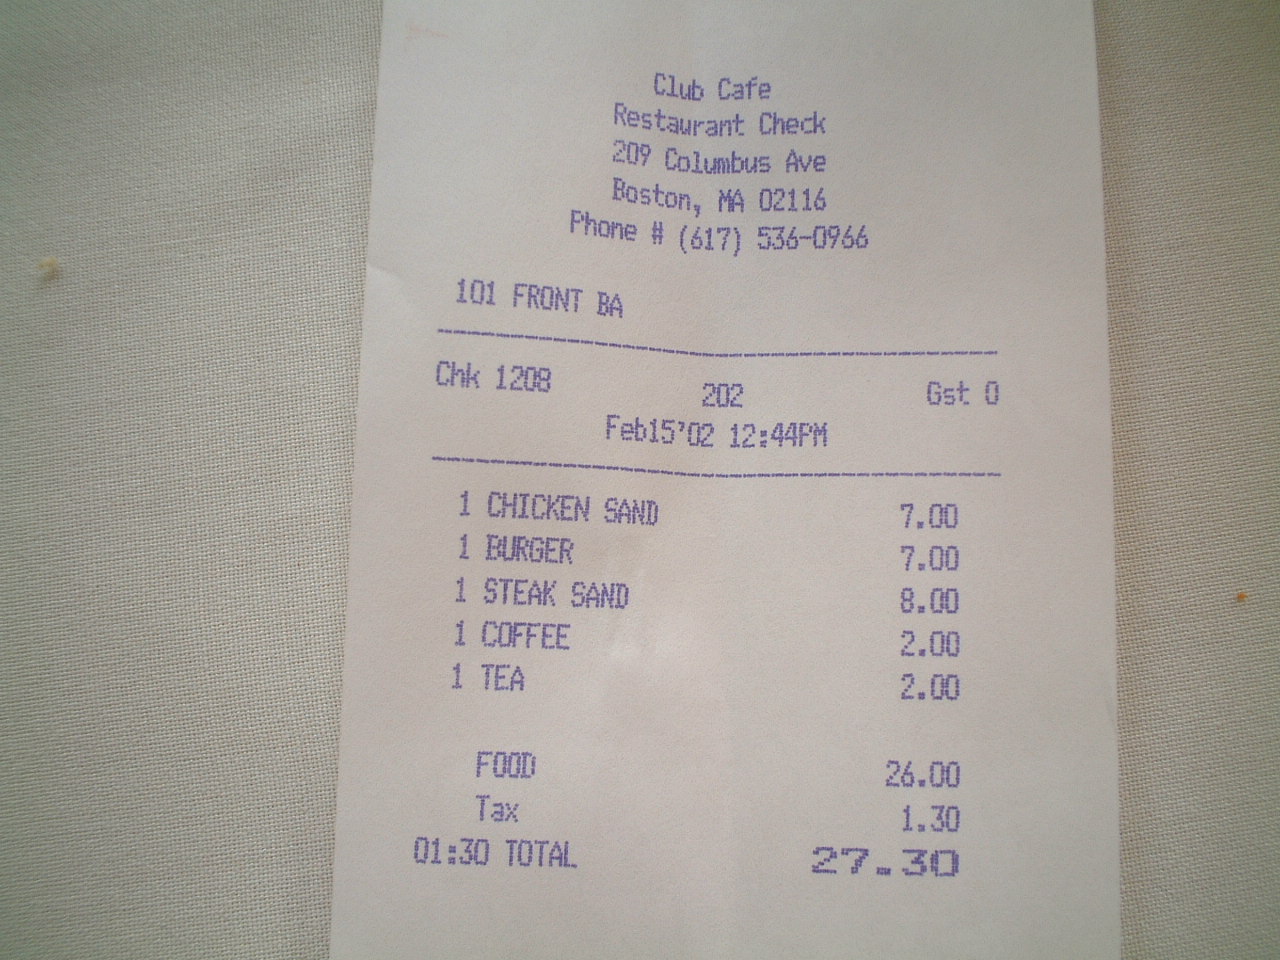 Club Cafe
Restaurant Check
209 Columbus Ave
Boston, MA 02116
Phone # (617) 536-0966
101 FRONT BA
Chk 1208 202 Gst 0
Feb15'02 12:44PM
1 CHICKEN SAND 7.00
1 BURGER 7.00
1 STEAK SAND 8.00
1 COFFEE 2.00
1 TEA 2.00
FOOD 26.00
Tax 1.30
01:30 TOTAL 27.30